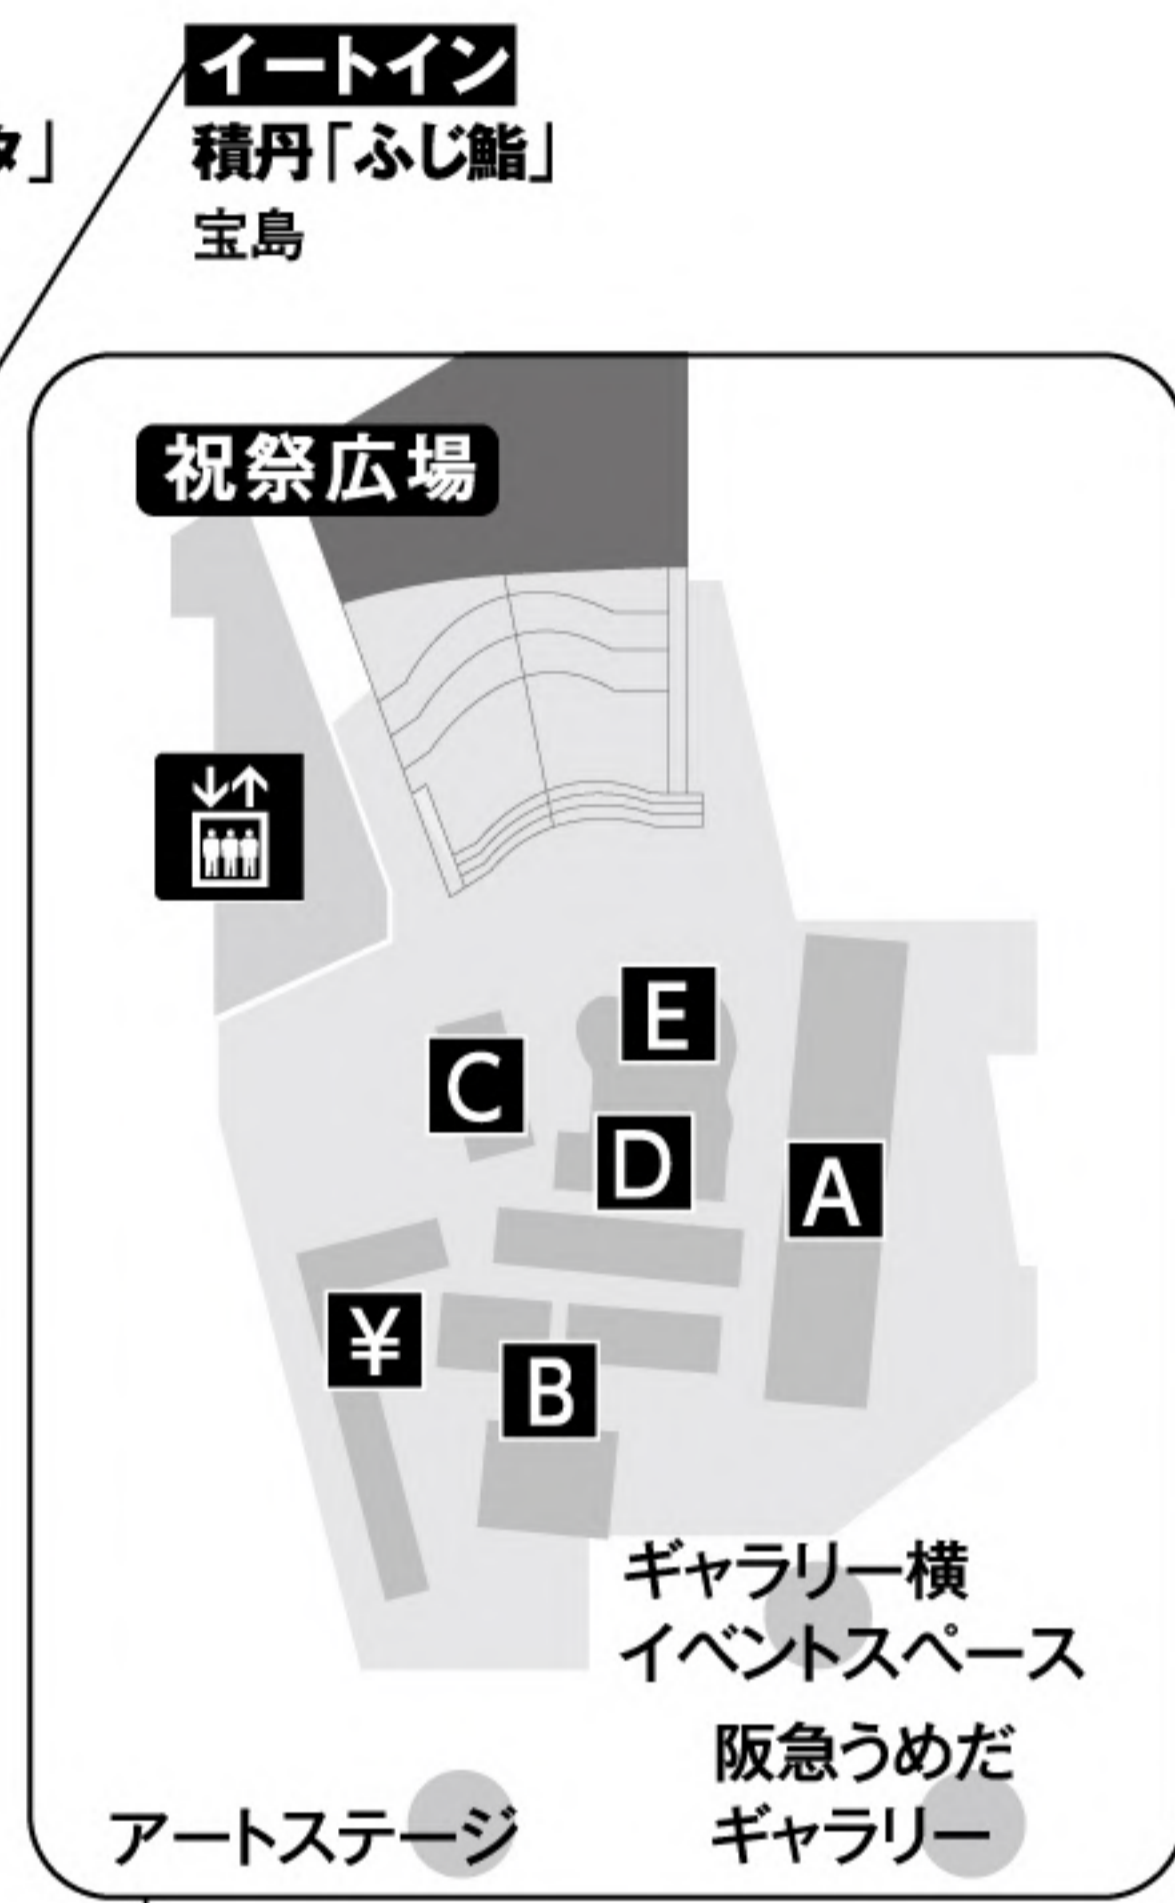 イートイン
タ」
積丹「ふじ鮨」
宝島
祝祭広場
E
C
D
A
¥
B
ギャラリー横
イベントスペース
阪急うめだ
ギャラリー
アートステージ